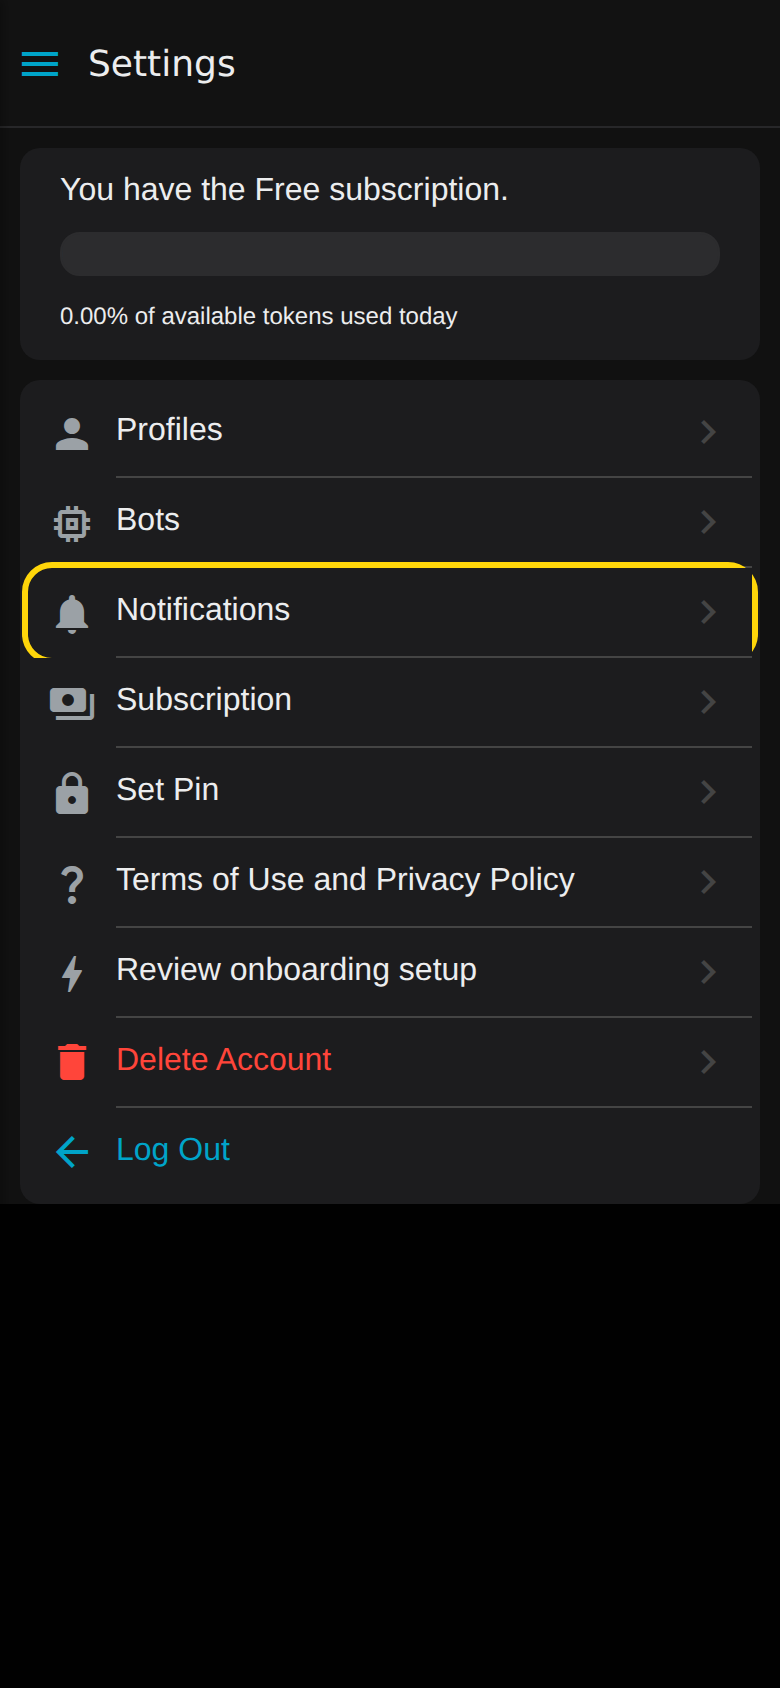 Settings
You have the Free subscription.
0.00% of available tokens used today
Profiles
Bots
Notifications
Subscription
Set Pin
Terms of Use and Privacy Policy
Review onboarding setup
Delete Account
Log Out